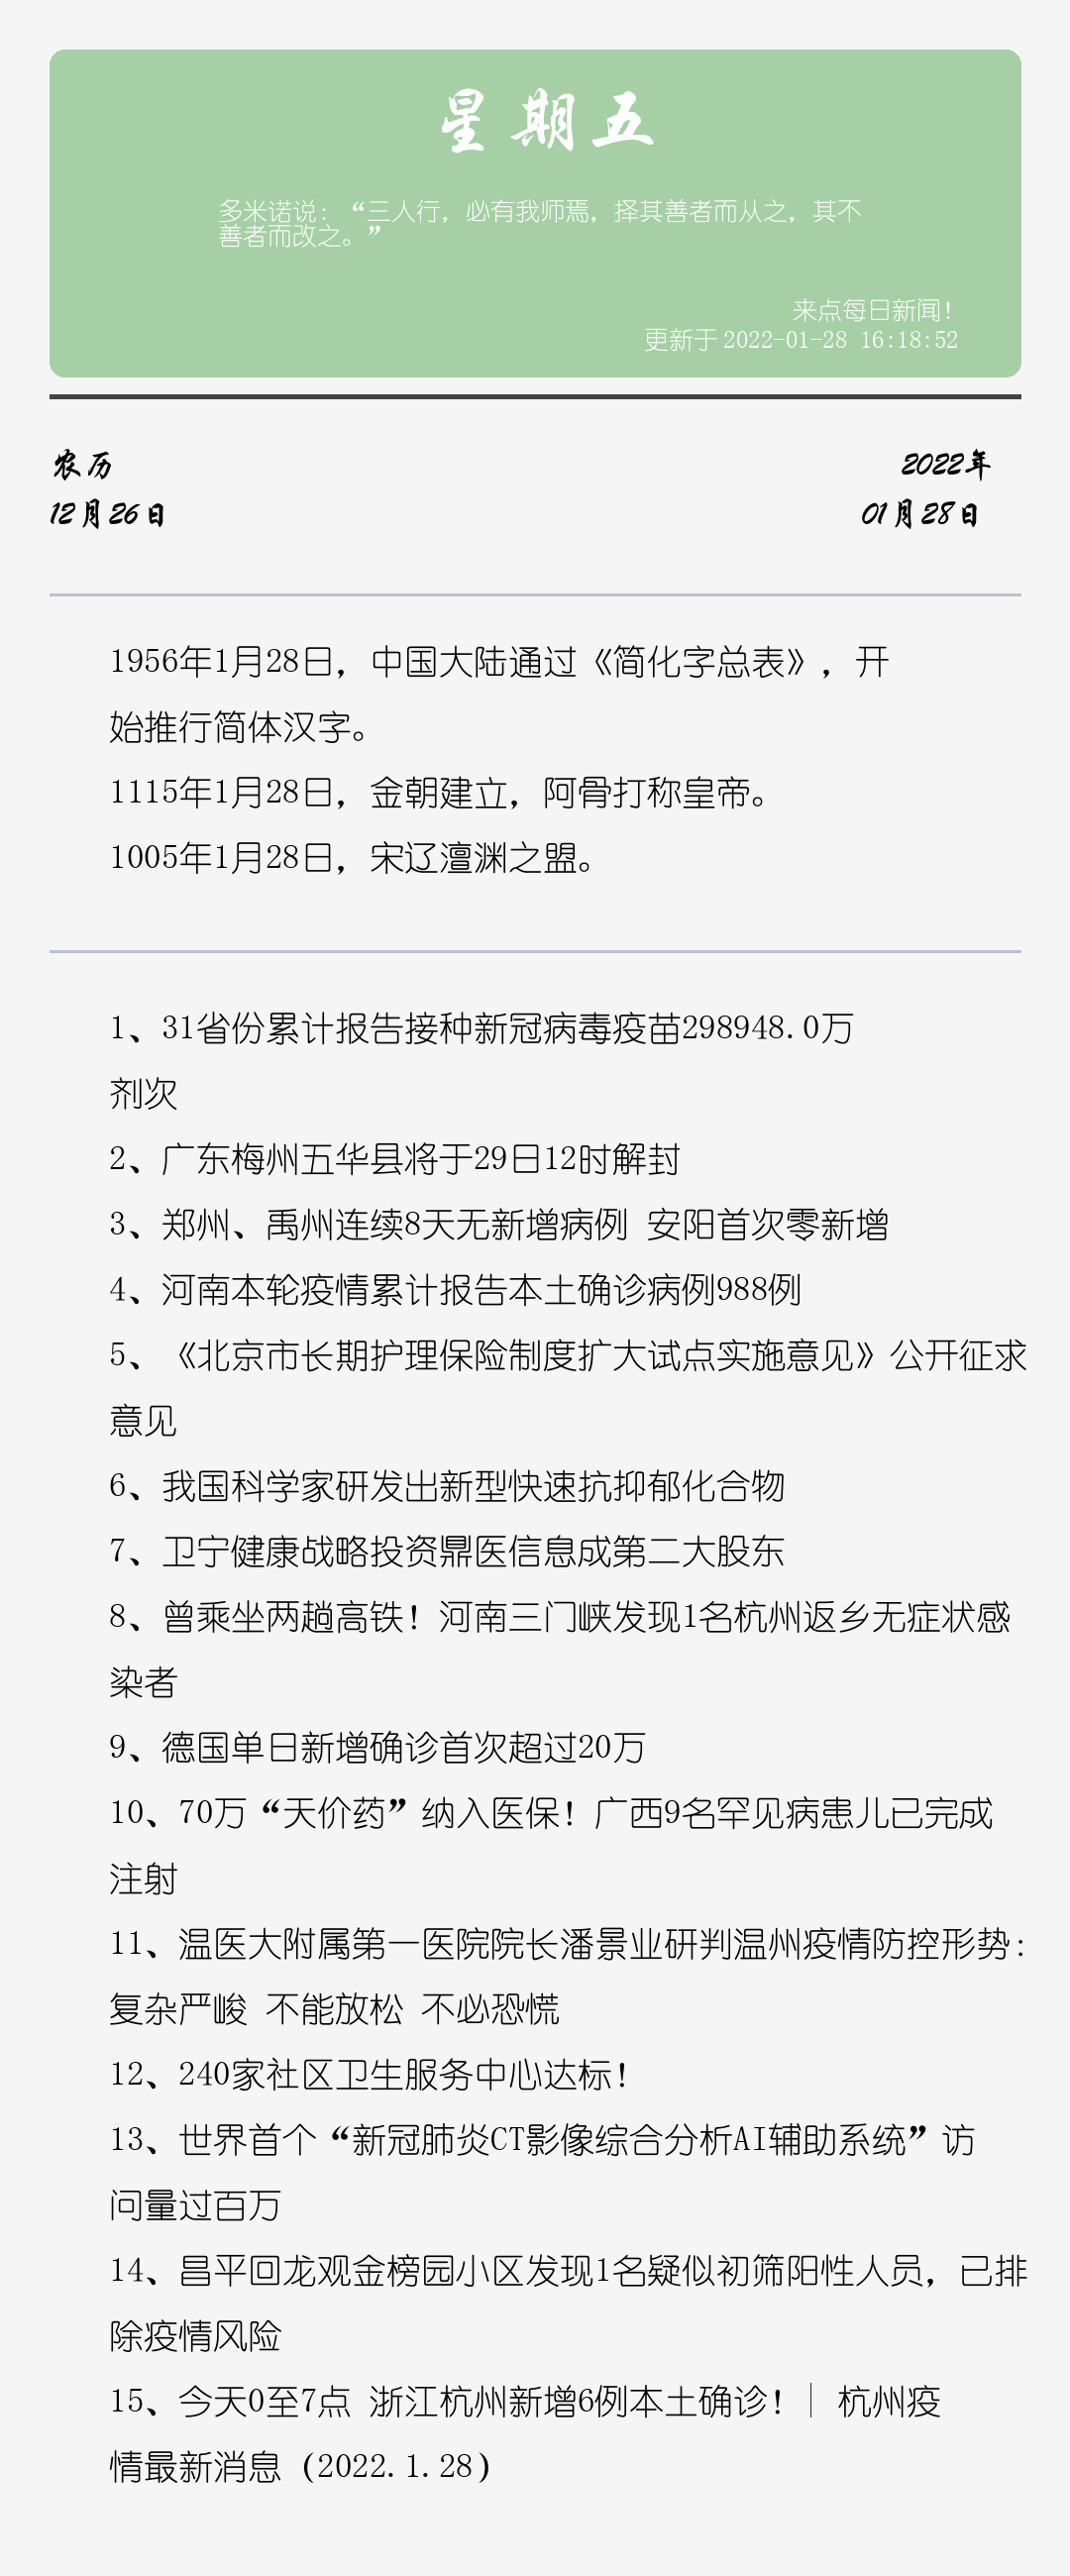 星期五
多米诺说：“三人行，必有我师焉，择其善者而从之，其不
善者而改之。”
来点每日新闻！
更新于2022-01-28 16:18:52
农历
2022年
12月26日
01月28日
1956年1月28日，中国大陆通过《简化字总表》，开
始推行简体汉字。
1115年1月28日，金朝建立，阿骨打称皇帝。
1005年1月28日，宋辽澶渊之盟。
1、31省份累计报告接种新冠病毒疫苗298948.0万
剂次
2、广东梅州五华县将于29日12时解封
3、郑州、禹州连续8天无新增病例 安阳首次零新增
4、河南本轮疫情累计报告本土确诊病例988例
5、《北京市长期护理保险制度扩大试点实施意见》公开征求
意见
6、我国科学家研发出新型快速抗抑郁化合物
7、卫宁健康战略投资鼎医信息成第二大股东
8、曾乘坐两趟高铁！河南三门峡发现1名杭州返乡无症状感
染者
9、德国单日新增确诊首次超过20万
10、70万“天价药”纳入医保！广西9名罕见病患儿已完成
注射
11、温医大附属第一医院院长潘景业研判温州疫情防控形势：
复杂严峻 不能放松 不必恐慌
12、240家社区卫生服务中心达标！
13、世界首个“新冠肺炎CT影像综合分析AI辅助系统”访
问量过百万
14、昌平回龙观金榜园小区发现1名疑似初筛阳性人员，已排
除疫情风险
15、今天0至7点 浙江杭州新增6例本土确诊！│ 杭州疫
情最新消息（2022.1.28）